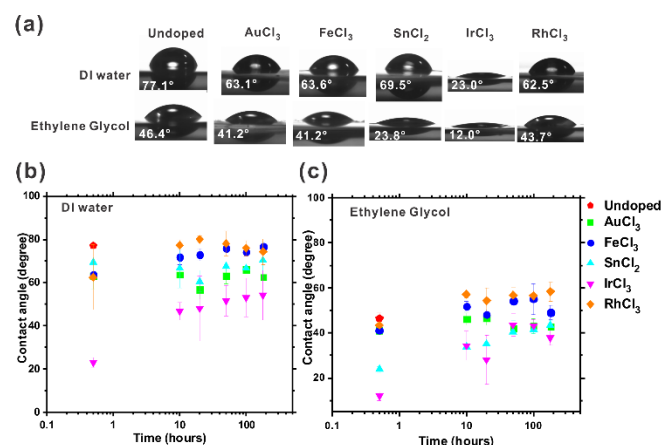 (a)
Undoped AuCl3 FeCl3 SnCl2 IrCl3 RhCl3
DI water
77.1° 63.1° 63.6° 69.5° 23.0° 62.5°
Ethylene Glycol
46.4° 41.2° 41.2° 23.8° 12.0° 43.7°
(b)
(c)
100
80
60
40
20
0
DI water
Contact angle (degree)
0.1 1 10 100
Time (hours)
100
80
60
40
20
Ethylene Glycol
Contact angle (degree)
0.1 1 10 100
Time (hours)
Undoped
AuCl3
FeCl3
SnCl2
IrCl3
RhCl3